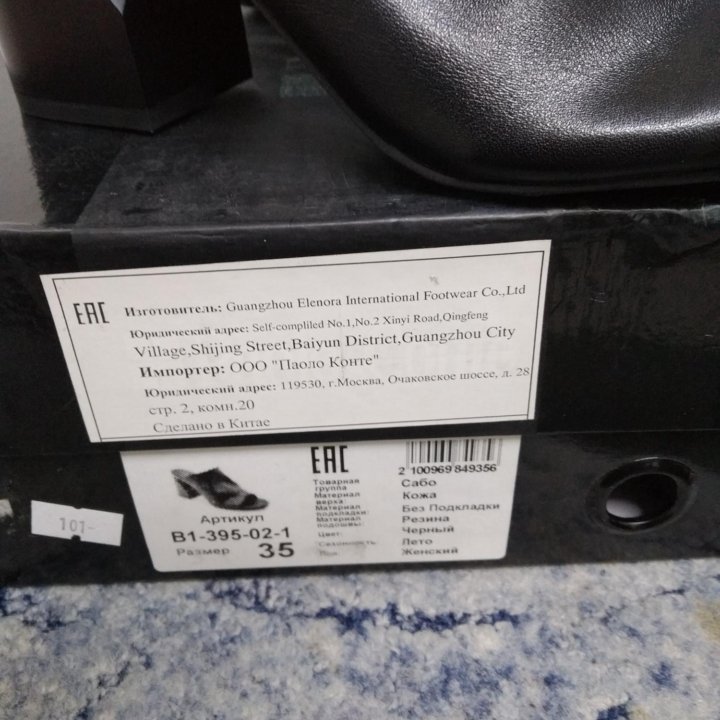 EAC
Изготовитель: Guangzhou Elenora International Footwear Co.,Ltd
Юридический адрес: Self-compliled No.1,No.2 Xinyi Road,Qingfeng
Village,Shijing Street,Baiyun District,Guangzhou City
Импортер: ООО "Паоло Конте"
Юридический адрес: 119530, г.Москва, Очаковское шоссе, д. 28
стр. 2, комн.20
Сделано в Китае
101-
Артикул
B1-395-02-1
Размер 35
EAC
2 100969 849356
Товарная группа Сабо
Материал верха: Кожа
Материал подкладки: Без Подкладки
Материал подошвы: Резина
Цвет: Черный
Сезонность: Лето
Пол: Женский